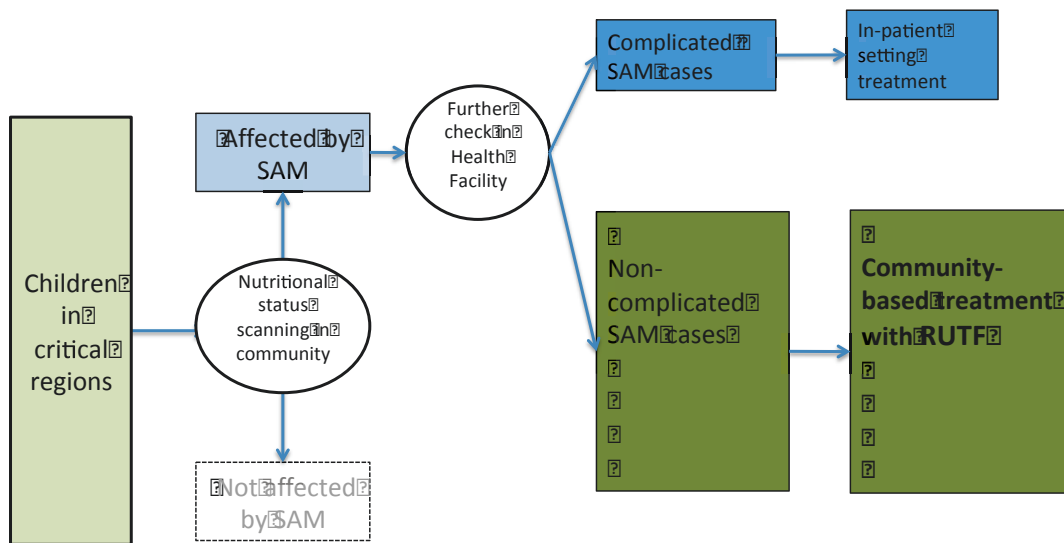 Children
in
critical
regions
Affected by
SAM
Nutritional
status
scanning in
community
Not affected
by SAM
Further
check in
Health
Facility
Complicated
SAM cases
In-patient
setting
treatment
Non-
complicated
SAM cases
Community-
based treatment
with RUTF